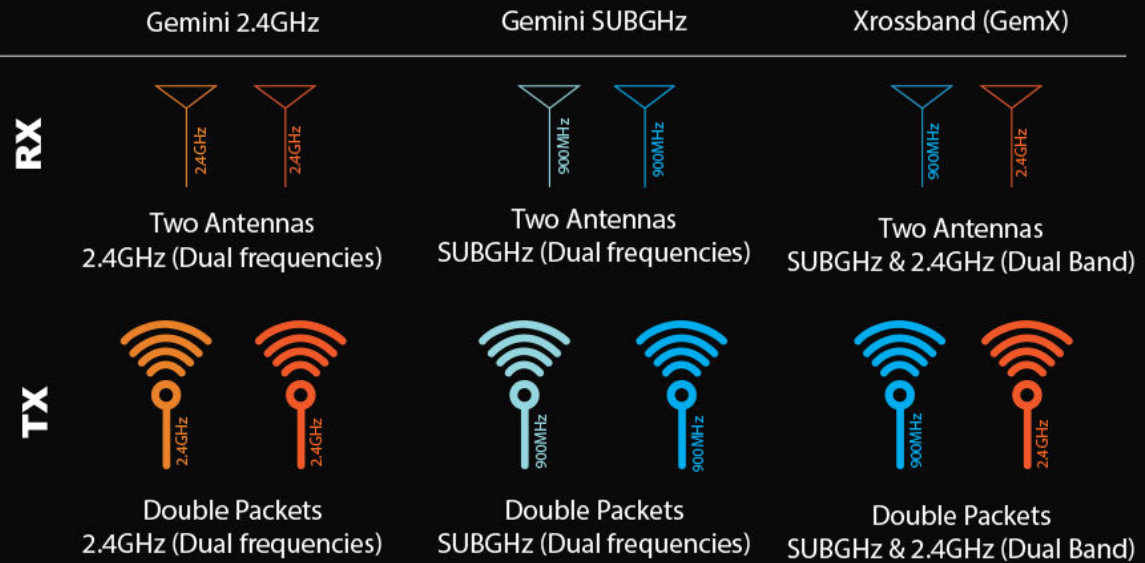 Gemini 2.4GHz
Gemini SUBGHz
Xrossband (GemX)
RX
2.4GHz
2.4GHz
900MHz
900MHz
900MHz
2.4GHz
Two Antennas
2.4GHz (Dual frequencies)
Two Antennas
SUBGHz (Dual frequencies)
Two Antennas
SUBGHz & 2.4GHz (Dual Band)
TX
2.4GHz
2.4GHz
900MHz
900MHz
900MHz
2.4GHz
Double Packets
2.4GHz (Dual frequencies)
Double Packets
SUBGHz (Dual frequencies)
Double Packets
SUBGHz & 2.4GHz (Dual Band)